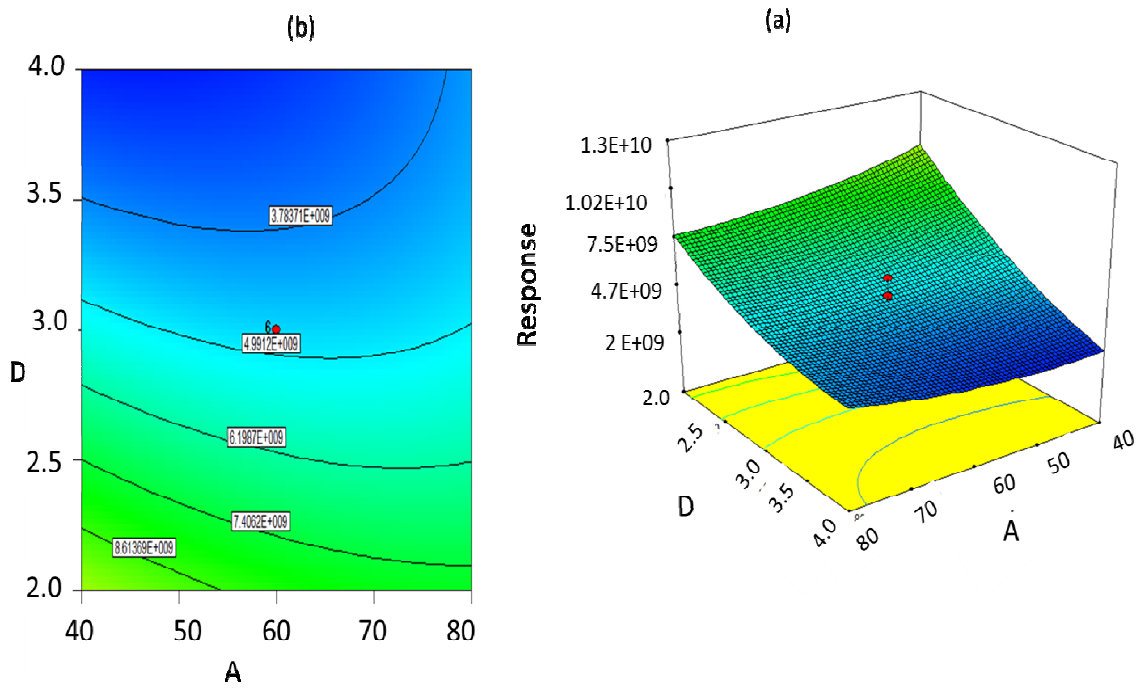 (b)
4.0
3.5
3.0
2.5
2.0
D
3.78371E+009
6
4.9912E+009
6.1987E+009
7.4062E+009
8.61369E+009
40
50
60
70
80
A
(a)
1.3E+10
1.02E+10
7.5E+09
4.7E+09
2 E+09
Response
2.0
2.5
3.0
3.5
4.0
D
80
70
60
50
40
A